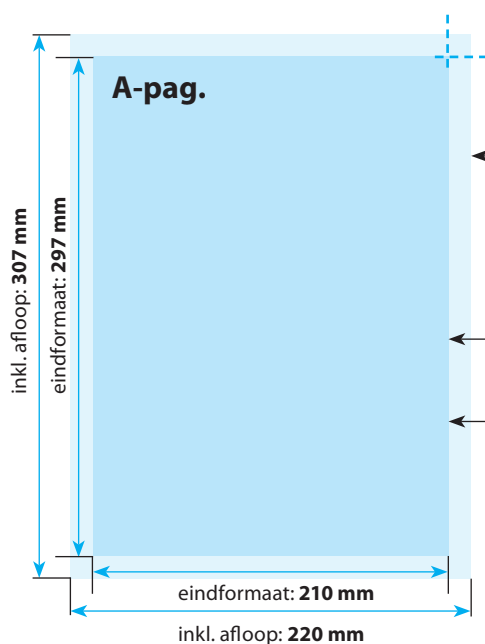 A-pag.
inkl. afloop: 307 mm
eindformaat: 297 mm
eindformaat: 210 mm
inkl. afloop: 220 mm